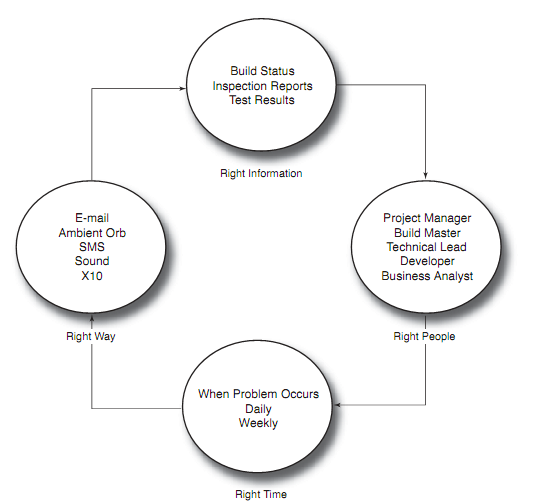 Build Status
Inspection Reports
Test Results
Right Information
Project Manager
Build Master
Technical Lead
Developer
Business Analyst
Right People
When Problem Occurs
Daily
Weekly
Right Time
E-mail
Ambient Orb
SMS
Sound
X10
Right Way